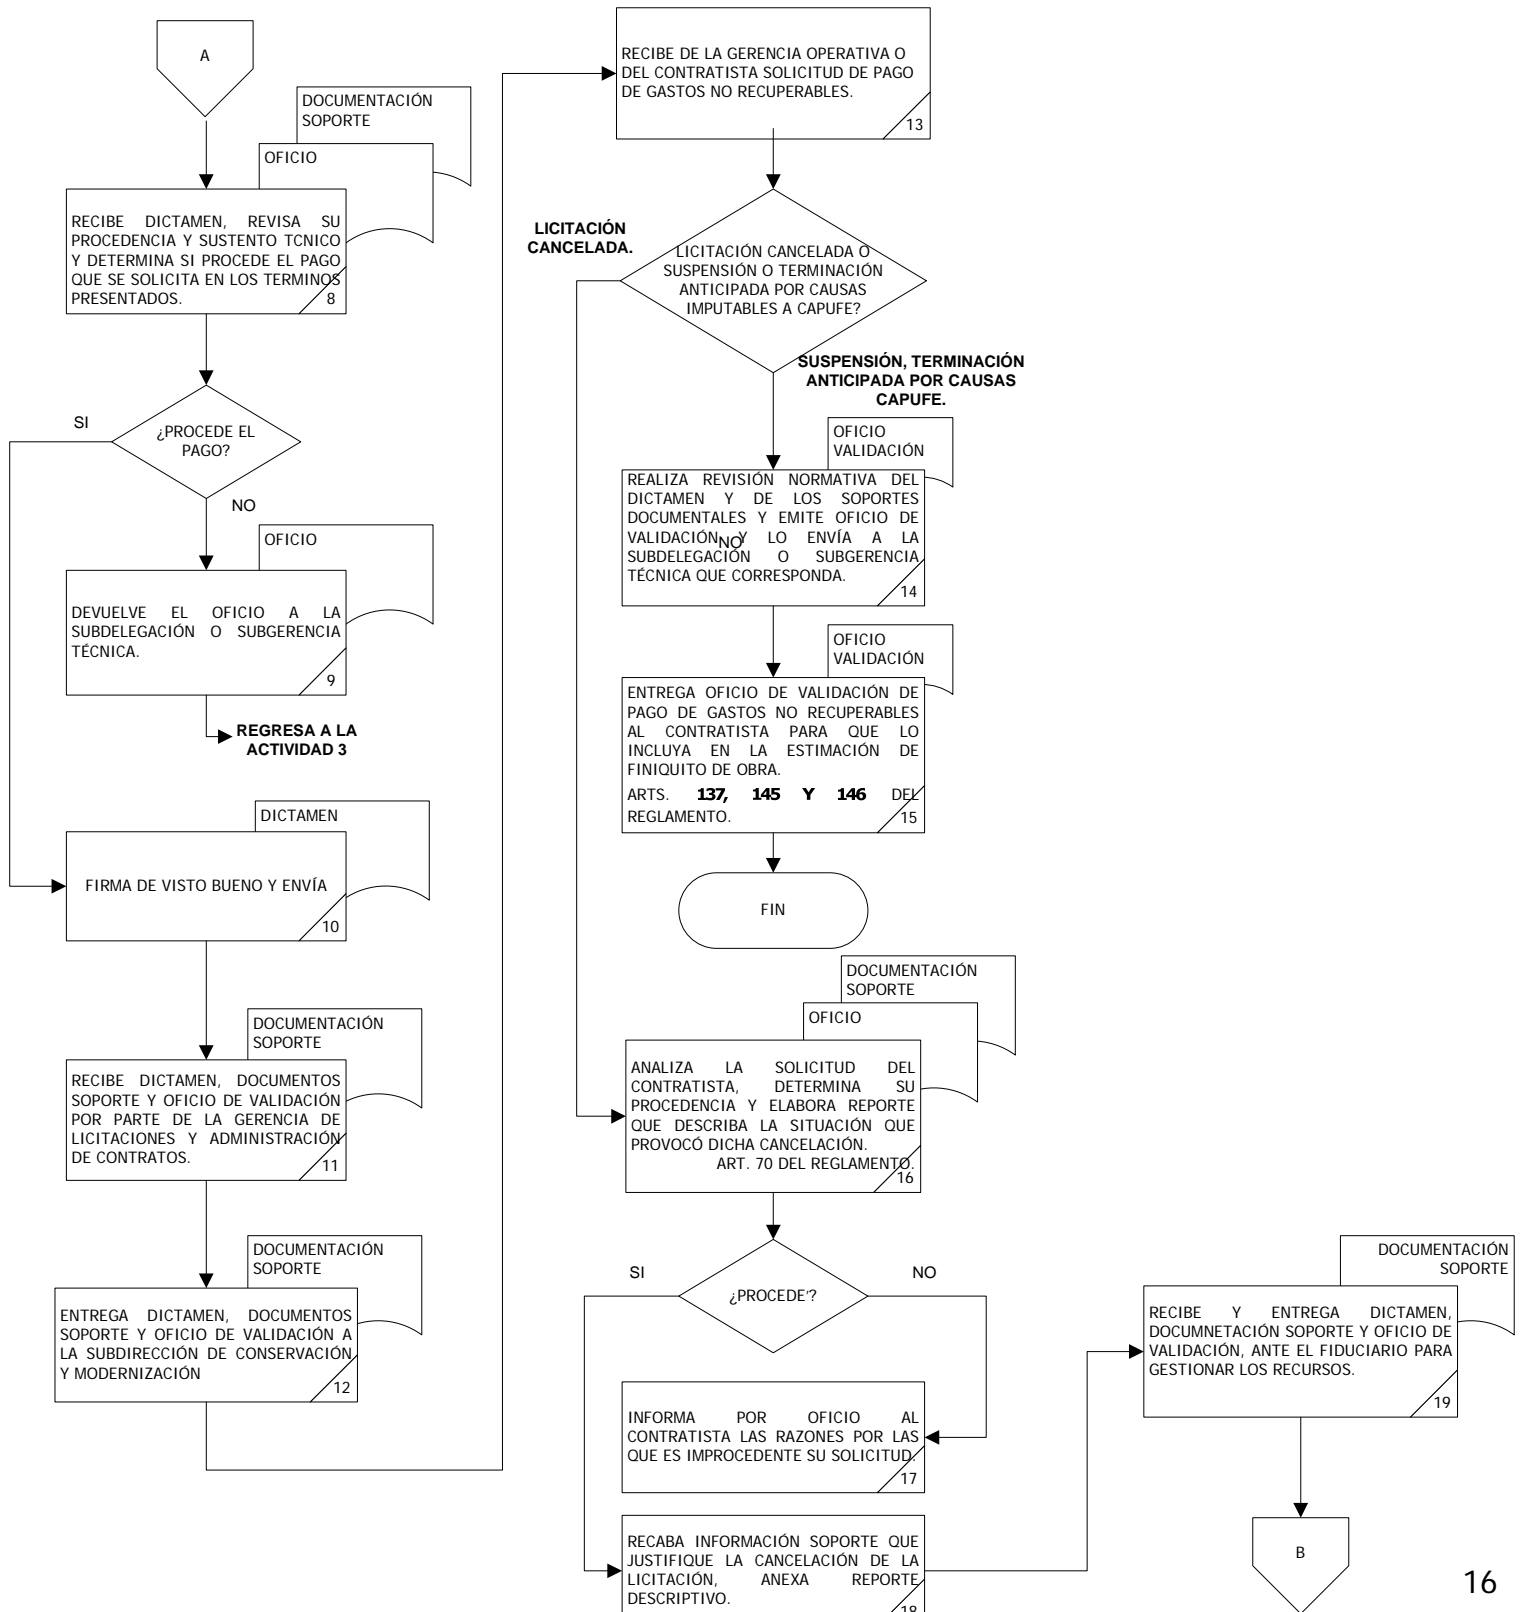 A
DOCUMENTACIÓN
SOPORTE
OFICIO
RECIBE DICTAMEN, REVISA SU
PROCEDENCIA Y SUSTENTO TCNICO
Y DETERMINA SI PROCEDE EL PAGO
QUE SE SOLICITA EN LOS TERMINOS
PRESENTADOS.
8
¿PROCEDE EL
PAGO?
SI
NO
OFICIO
DEVUELVE EL OFICIO A LA
SUBDELEGACIÓN O SUBGERENCIA
TÉCNICA.
9
REGRESA A LA
ACTIVIDAD 3
DICTAMEN
FIRMA DE VISTO BUENO Y ENVÍA
10
DOCUMENTACIÓN
SOPORTE
RECIBE DICTAMEN, DOCUMENTOS
SOPORTE Y OFICIO DE VALIDACIÓN
POR PARTE DE LA GERENCIA DE
LICITACIONES Y ADMINISTRACIÓN
DE CONTRATOS.
11
DOCUMENTACIÓN
SOPORTE
ENTREGA DICTAMEN, DOCUMENTOS
SOPORTE Y OFICIO DE VALIDACIÓN A
LA SUBDIRECCIÓN DE CONSERVACIÓN
Y MODERNIZACIÓN
12
RECIBE DE LA GERENCIA OPERATIVA O
DEL CONTRATISTA SOLICITUD DE PAGO
DE GASTOS NO RECUPERABLES.
13
LICITACIÓN
CANCELADA.
LICITACIÓN CANCELADA O
SUSPENSIÓN O TERMINACIÓN
ANTICIPADA POR CAUSAS
IMPUTABLES A CAPUFE?
SUSPENSIÓN, TERMINACIÓN
ANTICIPADA POR CAUSAS
CAPUFE.
OFICIO
VALIDACIÓN
REALIZA REVISIÓN NORMATIVA DEL
DICTAMEN Y DE LOS SOPORTES
DOCUMENTALES Y EMITE OFICIO DE
VALIDACIÓN Y LO ENVÍA A LA
NO
SUBDELEGACIÓN O SUBGERENCIA
TÉCNICA QUE CORRESPONDA.
14
OFICIO
VALIDACIÓN
ENTREGA OFICIO DE VALIDACIÓN DE
PAGO DE GASTOS NO RECUPERABLES
AL CONTRATISTA PARA QUE LO
INCLUYA EN LA ESTIMACIÓN DE
FINIQUITO DE OBRA.
ARTS. 137, 145 Y 146 DEL
REGLAMENTO.
15
FIN
DOCUMENTACIÓN
SOPORTE
OFICIO
ANALIZA LA SOLICITUD DEL
CONTRATISTA, DETERMINA SU
PROCEDENCIA Y ELABORA REPORTE
QUE DESCRIBA LA SITUACIÓN QUE
PROVOCÓ DICHA CANCELACIÓN.
ART. 70 DEL REGLAMENTO.
16
¿PROCEDE'?
SI
NO
INFORMA POR OFICIO AL
CONTRATISTA LAS RAZONES POR LAS
QUE ES IMPROCEDENTE SU SOLICITUD.
17
RECABA INFORMACIÓN SOPORTE QUE
JUSTIFIQUE LA CANCELACIÓN DE LA
LICITACIÓN, ANEXA REPORTE
DESCRIPTIVO.
18
DOCUMENTACIÓN
SOPORTE
RECIBE Y ENTREGA DICTAMEN,
DOCUMNETACIÓN SOPORTE Y OFICIO DE
VALIDACIÓN, ANTE EL FIDUCIARIO PARA
GESTIONAR LOS RECURSOS.
19
B
16